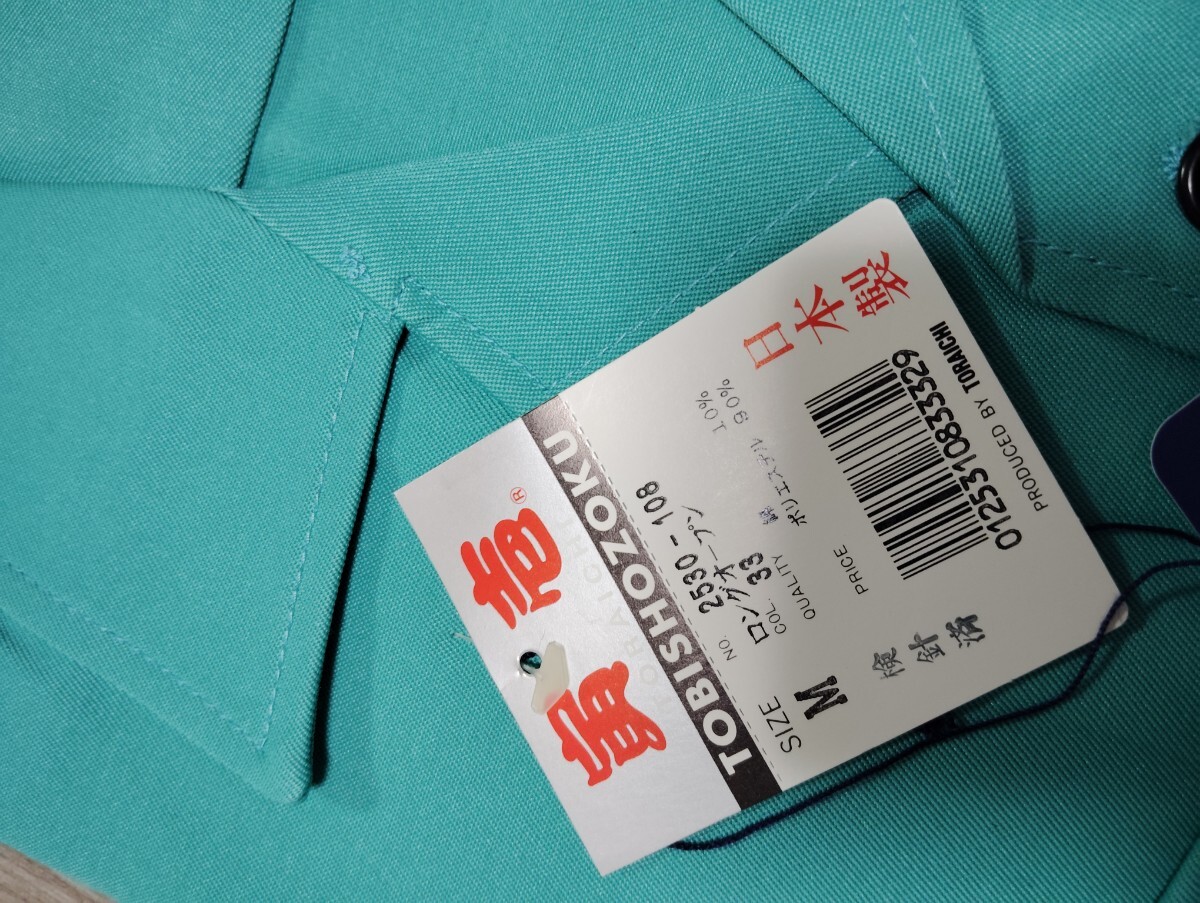 寅壱®
TORAICHI
TOBISHOZOKU
NO. 2530-108
ロングオープン
SIZE COL. 33
M QUALITY 綿 10%
ポリエステル 90%
PRICE
検針済
日本製
0125310833329
PRODUCED BY TORAICHI